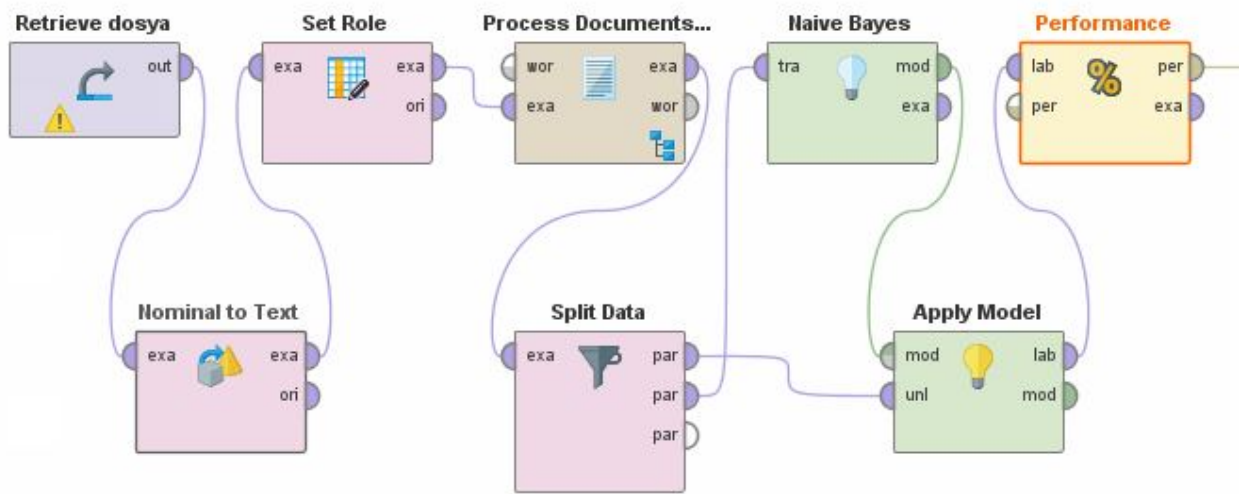 Retrieve dosya
out
Set Role
exa exa
ori
Process Documents...
wor exa
exa wor
Naive Bayes
tra mod
exa
Performance
%
lab per
per exa
Nominal to Text
exa exa
ori
Split Data
exa par
par
par
Apply Model
mod lab
unl mod